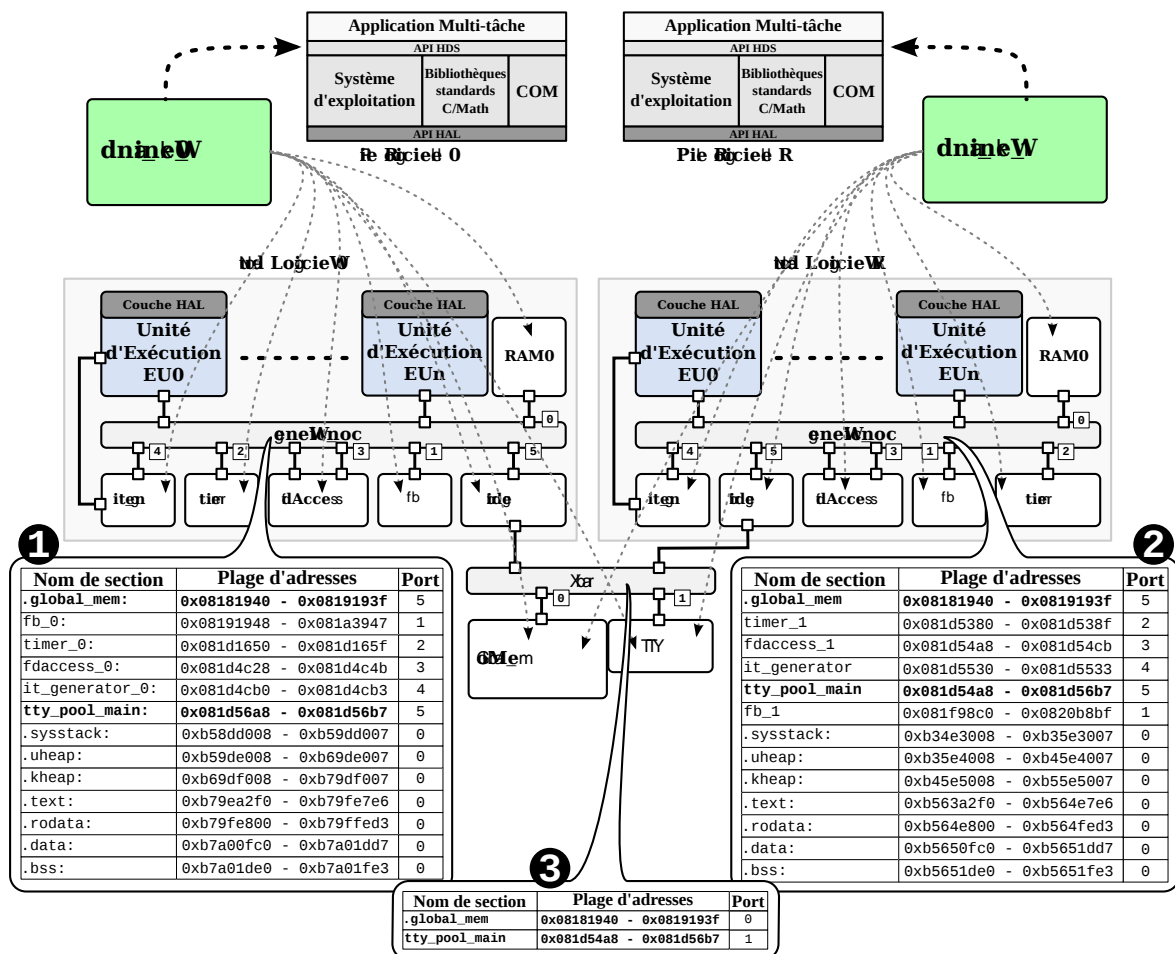 Application Multi-tâche
API HDS
Système d'exploitation
Bibliothèques standards C/Math
COM
API HAL
Application Multi-tâche
API HDS
Système d'exploitation
Bibliothèques standards C/Math
COM
API HAL
Couche HAL
Unité
d'Exécution
EU0
Couche HAL
Unité
d'Exécution
EUn
RAM0
0
4
2
3
1
5
fb
Couche HAL
Unité
d'Exécution
EU0
Couche HAL
Unité
d'Exécution
EUn
RAM0
0
4
5
3
1
2
fb
0
1
TTY
1
Nom de section Plage d'adresses Port
.global_mem: 0x08181940 - 0x0819193f 5
fb_0: 0x08191948 - 0x081a3947 1
timer_0: 0x081d1650 - 0x081d165f 2
fdaccess_0: 0x081d4c28 - 0x081d4c4b 3
it_generator_0: 0x081d4cb0 - 0x081d4cb3 4
tty_pool_main: 0x081d56a8 - 0x081d56b7 5
.sysstack: 0xb58dd008 - 0xb59dd007 0
.uheap: 0xb59de008 - 0xb69de007 0
.kheap: 0xb69df008 - 0xb79df007 0
.text: 0xb79ea2f0 - 0xb79fe7e6 0
.rodata: 0xb79fe800 - 0xb79ffed3 0
.data: 0xb7a00fc0 - 0xb7a01dd7 0
.bss: 0xb7a01de0 - 0xb7a01fe3 0
2
Nom de section Plage d'adresses Port
.global_mem 0x08181940 - 0x0819193f 5
timer_1 0x081d5380 - 0x081d538f 2
fdaccess_1 0x081d54a8 - 0x081d54cb 3
it_generator 0x081d5530 - 0x081d5533 4
tty_pool_main 0x081d54a8 - 0x081d56b7 5
fb_1 0x081f98c0 - 0x0820b8bf 1
.sysstack: 0xb34e3008 - 0xb35e3007 0
.uheap: 0xb35e4008 - 0xb45e4007 0
.kheap: 0xb45e5008 - 0xb55e5007 0
.text: 0xb563a2f0 - 0xb564e7e6 0
.rodata: 0xb564e800 - 0xb564fed3 0
.data: 0xb5650fc0 - 0xb5651dd7 0
.bss: 0xb5651de0 - 0xb5651fe3 0
3
Nom de section Plage d'adresses Port
.global_mem 0x08181940 - 0x0819193f 0
tty_pool_main 0x081d54a8 - 0x081d56b7 1